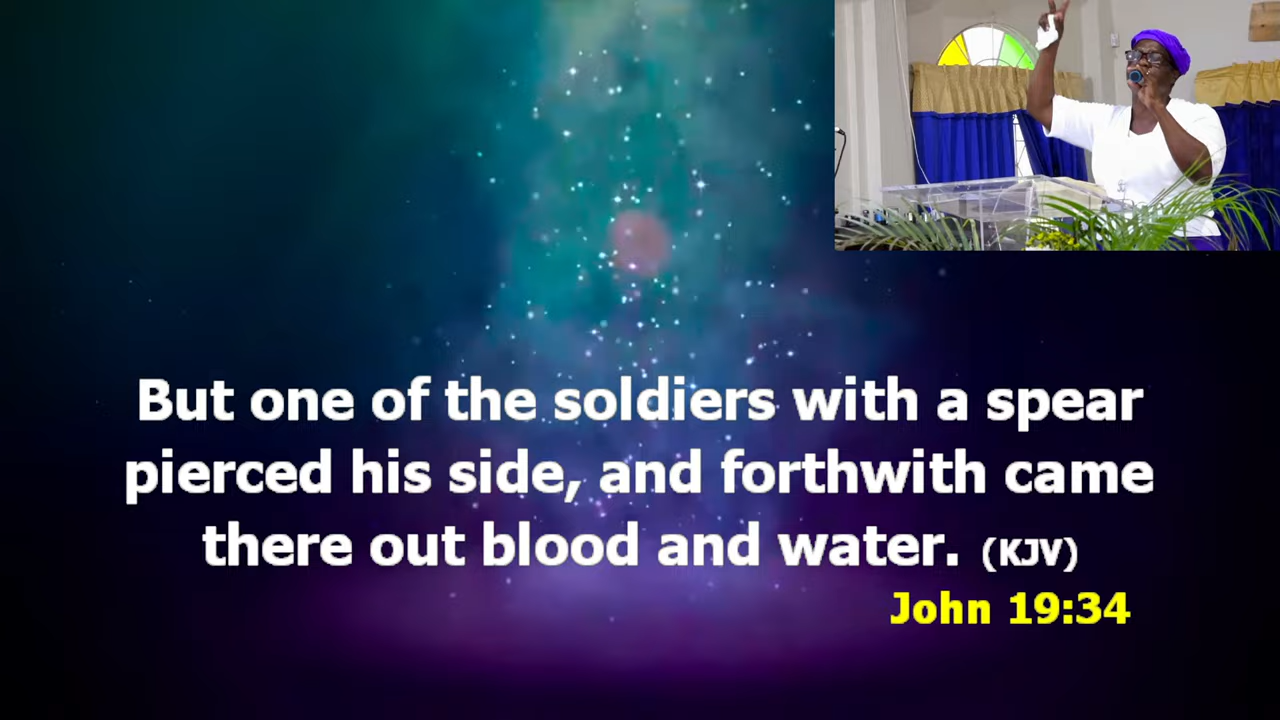 But one of the soldiers with a spear
pierced his side, and forthwith came
there out blood and water. (KJV)
John 19:34